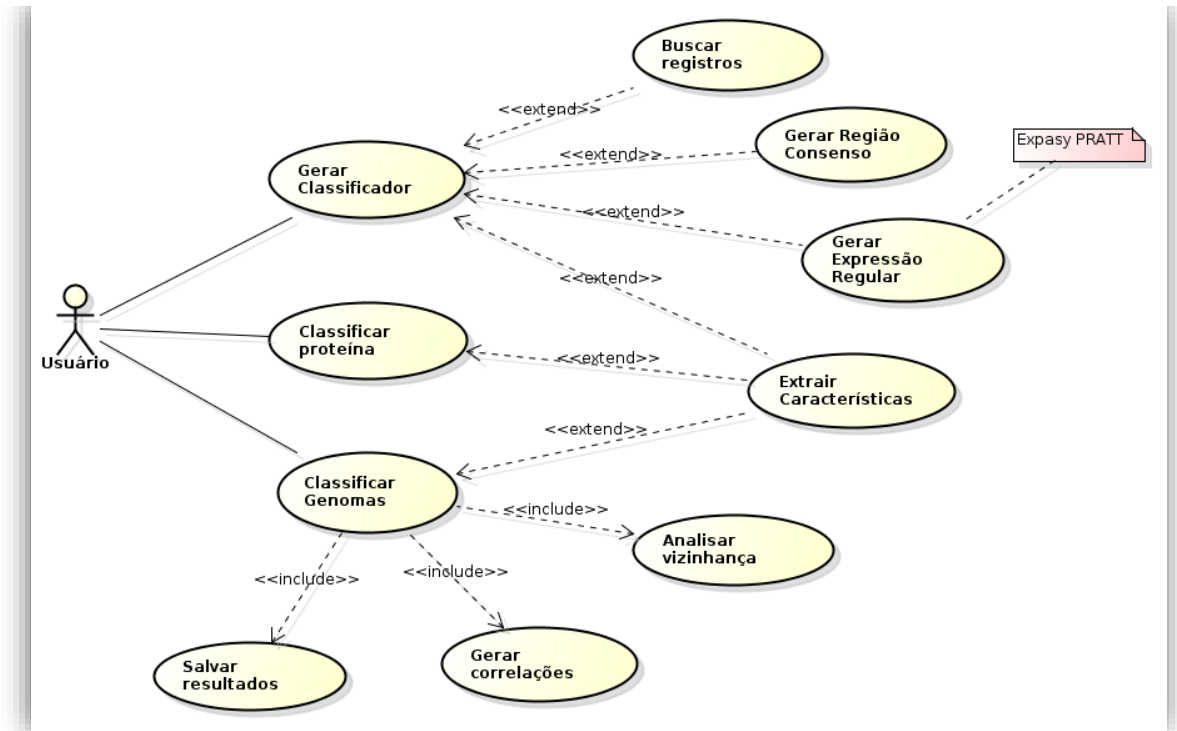 Buscar
registros
<<extend>>
Gerar Região
Consenso
Expasy PRATT
<<extend>>
Gerar
Classificador
<<extend>>
Gerar
Expressão
Regular
<<extend>>
Classificar
proteína
Usuário
<<extend>>
Extrair
Características
<<extend>>
Classificar
Genomas
<<include>>
Analisar
vizinhança
<<include>>
<<include>>
Salvar
resultados
Gerar
correlações